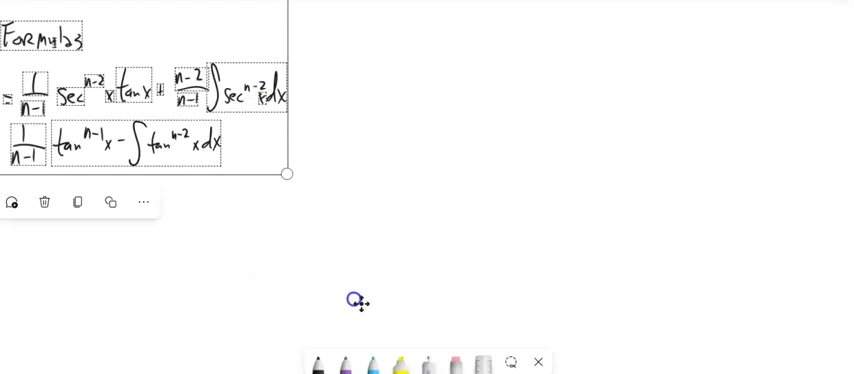 Formulas
= 1/(n-1) sec^(n-2) x tan x + (n-2)/(n-1) ∫ sec^(n-2) x dx
1/(n-1) tan^(n-1) x - ∫ tan^(n-2) x dx